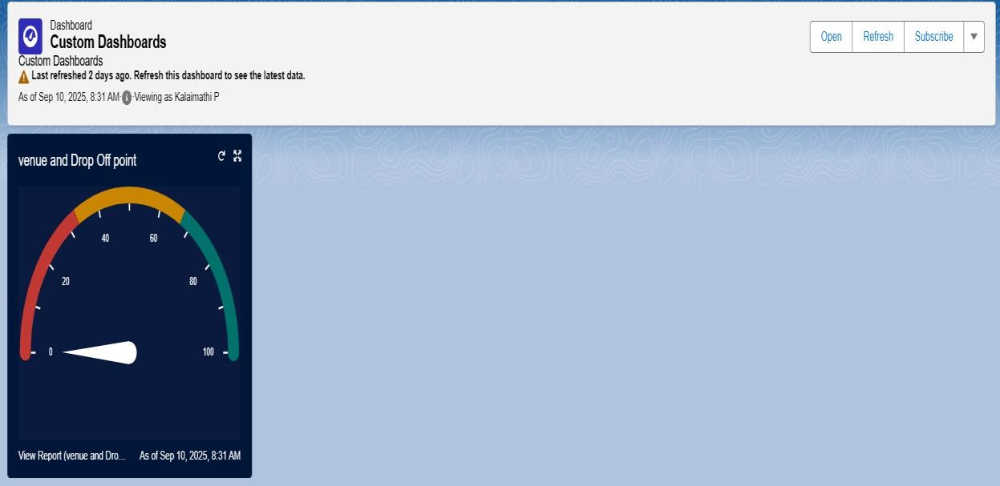 Dashboard
Custom Dashboards
Custom Dashboards
Last refreshed 2 days ago. Refresh this dashboard to see the latest data.
As of Sep 10, 2025, 8:31 AM·Viewing as Kalaimathi P
Open Refresh Subscribe
venue and Drop Off point
40 60
20 80
0 100
View Report (venue and Dro... As of Sep 10, 2025, 8:31 AM